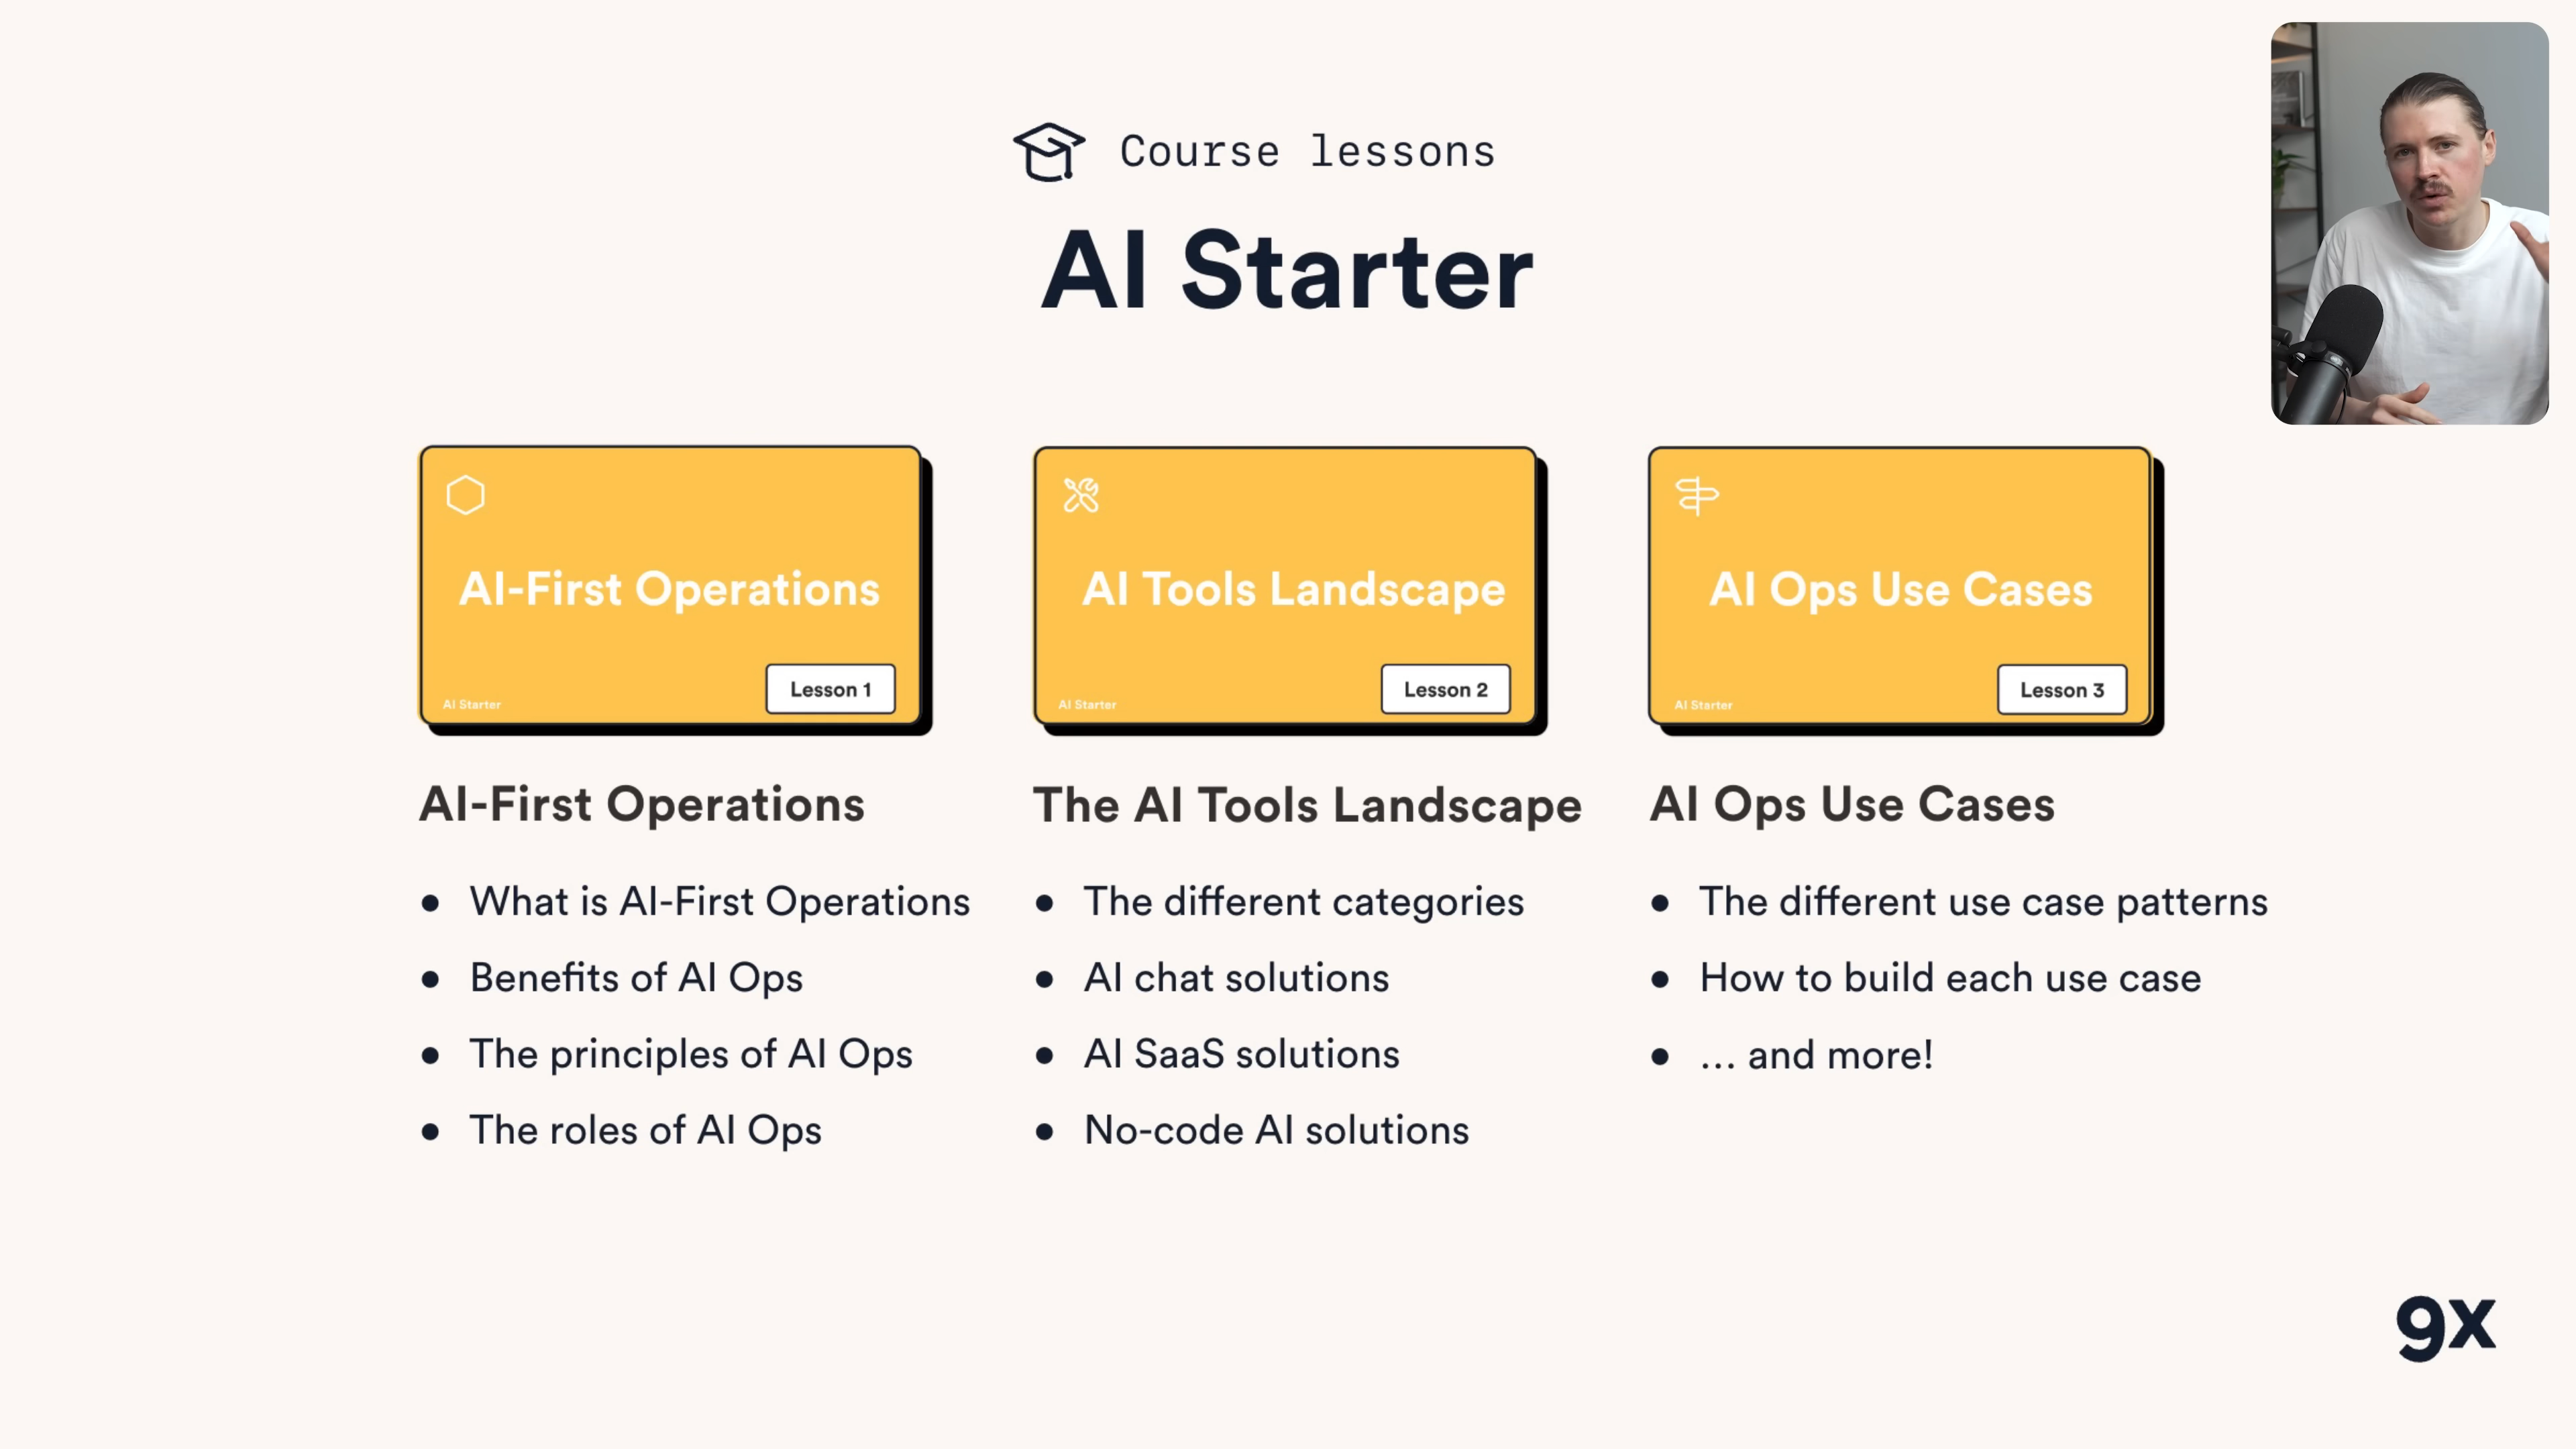 Course lessons
AI Starter
AI-First Operations
Lesson 1
AI Starter
AI Tools Landscape
Lesson 2
AI Starter
AI Ops Use Cases
Lesson 3
AI Starter
AI-First Operations
• What is AI-First Operations
• Benefits of AI Ops
• The principles of AI Ops
• The roles of AI Ops
The AI Tools Landscape
• The different categories
• AI chat solutions
• AI SaaS solutions
• No-code AI solutions
AI Ops Use Cases
• The different use case patterns
• How to build each use case
• ... and more!
9x